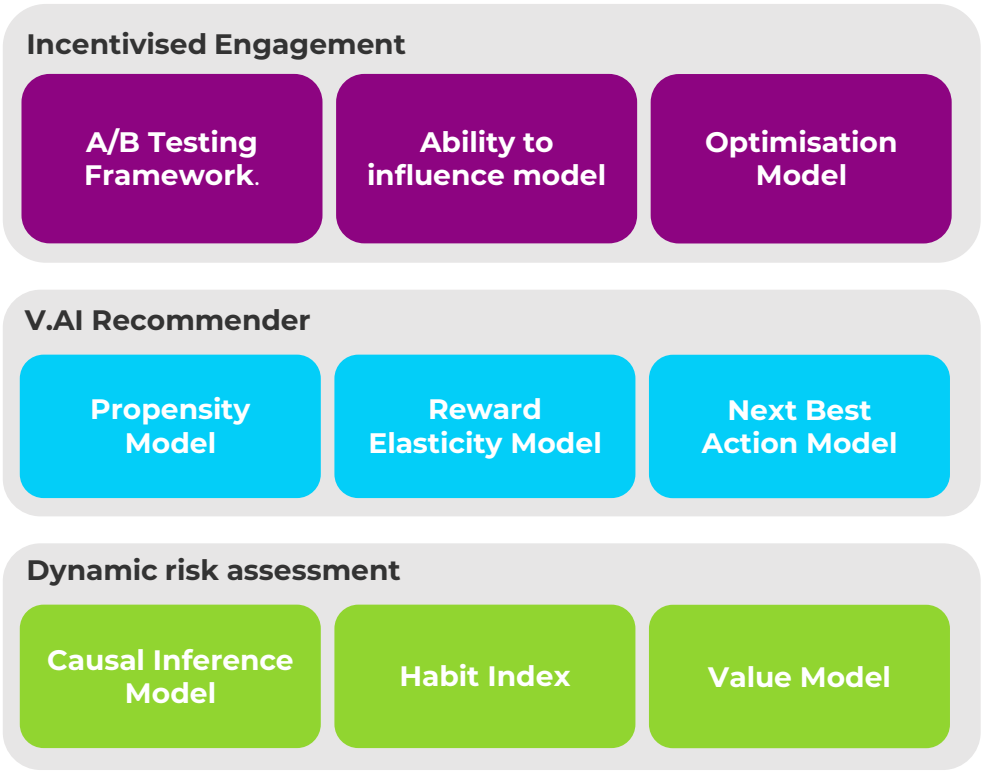 Incentivised Engagement
A/B Testing
Framework.
Ability to
influence model
Optimisation
Model
V.AI Recommender
Propensity
Model
Reward
Elasticity Model
Next Best
Action Model
Dynamic risk assessment
Causal Inference
Model
Habit Index
Value Model